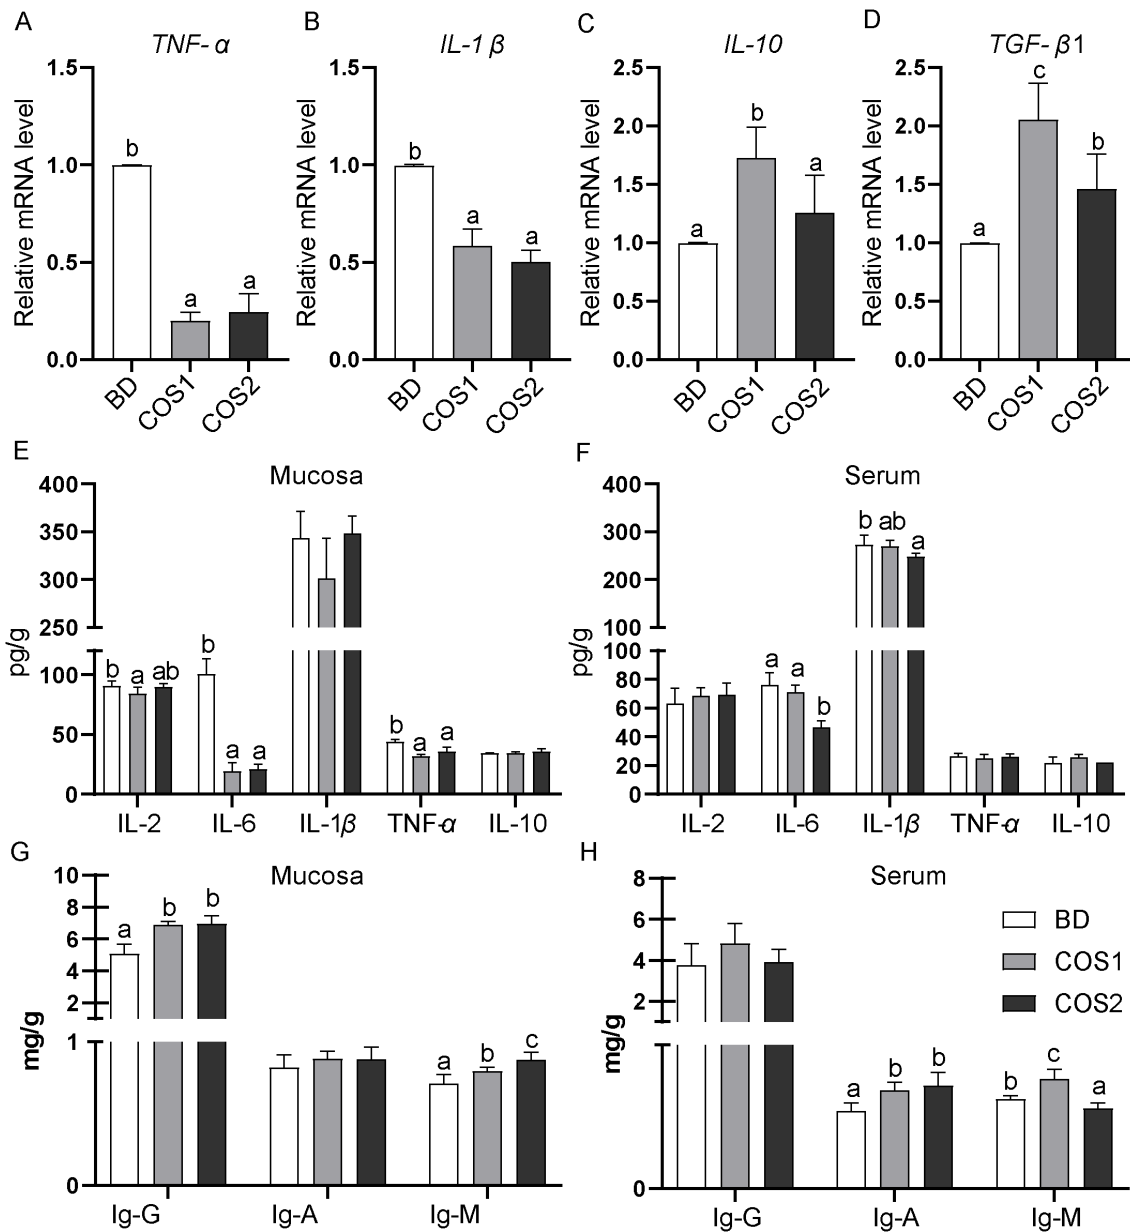 A
TNF- α
Relative mRNA level
1.5
1.0
0.5
0.0
b
a
a
BD
COS1
COS2
B
IL-1 β
Relative mRNA level
1.5
1.0
0.5
0.0
b
a
a
BD
COS1
COS2
C
IL-10
Relative mRNA level
2.5
2.0
1.5
1.0
0.5
0.0
a
b
a
BD
COS1
COS2
D
TGF- β1
Relative mRNA level
2.5
2.0
1.5
1.0
0.5
0.0
a
c
b
BD
COS1
COS2
E
Mucosa
pg/g
400
350
300
250
100
50
0
b a ab
b a a
b a a
IL-2 IL-6 IL-1β TNF-α IL-10
F
Serum
pg/g
400
300
200
100
100
80
60
40
20
0
a a b
b ab a
IL-2 IL-6 IL-1β TNF-α IL-10
G
Mucosa
mg/g
10
8
6
4
2
1
0
a b b
a b c
Ig-G Ig-A Ig-M
H
Serum
mg/g
8
6
4
2
0
a b b
b c a
Ig-G Ig-A Ig-M
BD
COS1
COS2